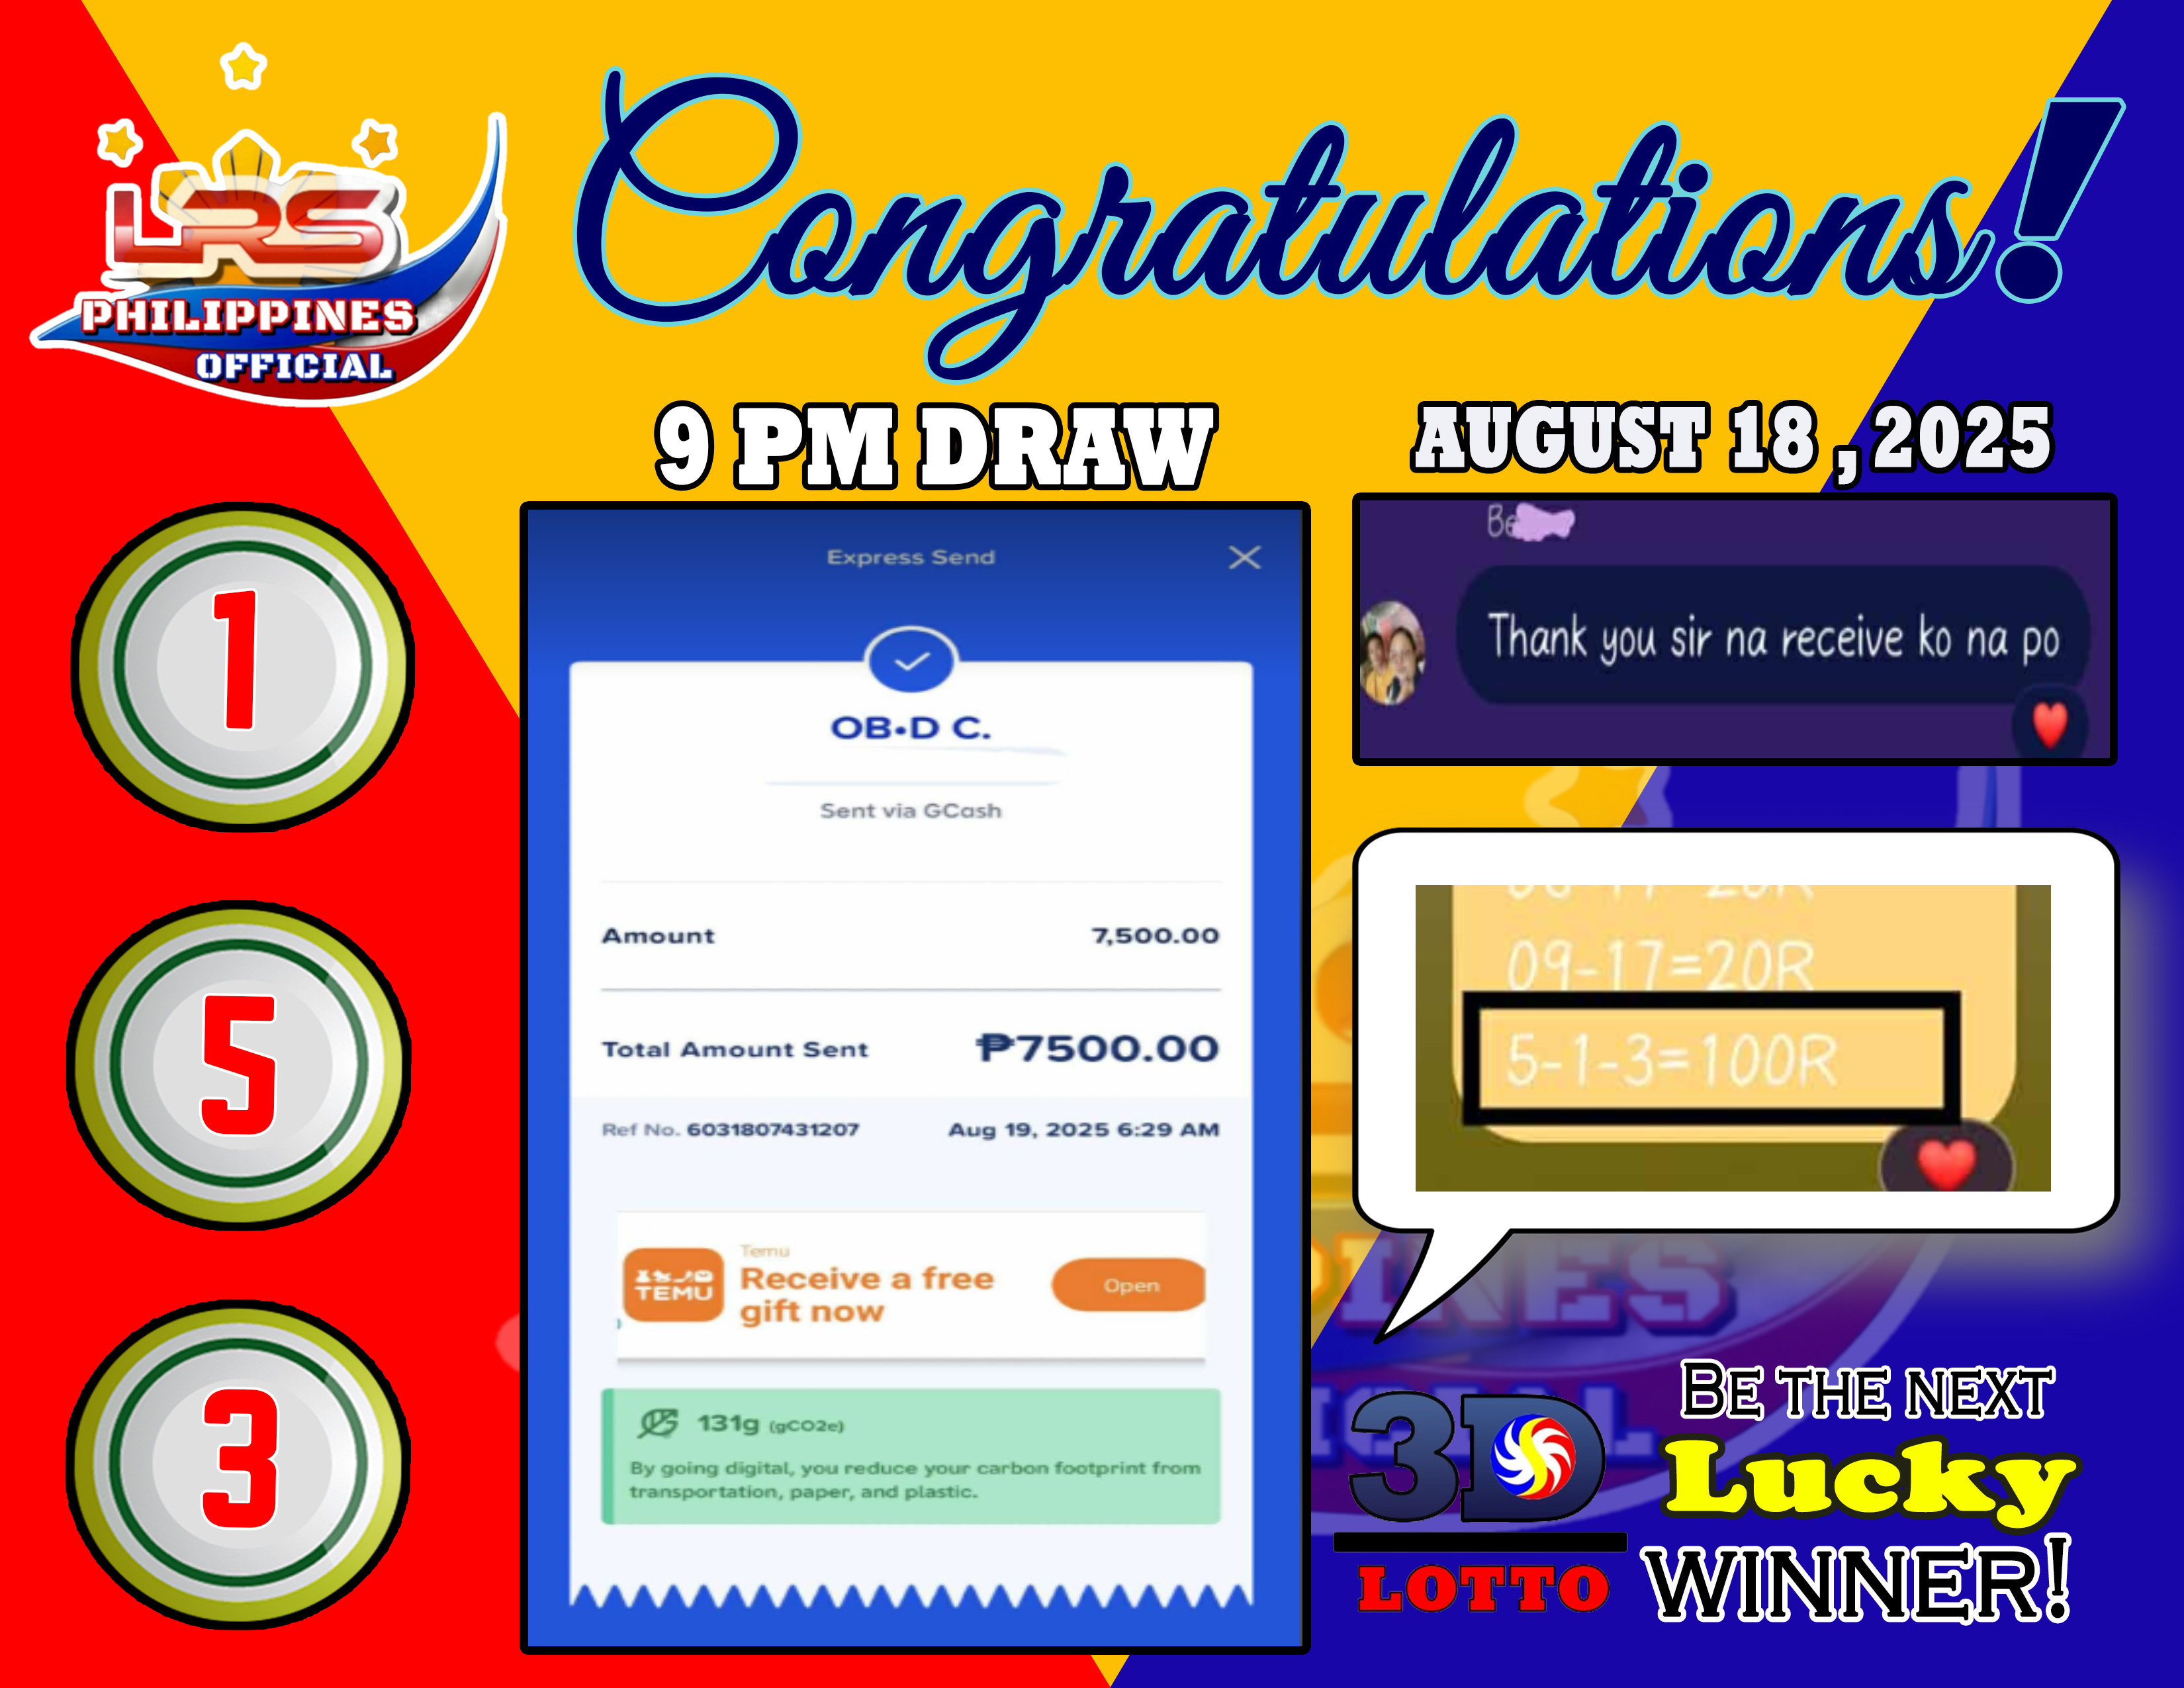 LRS
PHILIPPINES
OFFICIAL
Congratulations!
9 PM DRAW
AUGUST 18 , 2025
1
5
3
Express Send
OB•D C.
Sent via GCash
Amount 7,500.00
Total Amount Sent ₱7500.00
Ref No. 6031807431207 Aug 19, 2025 6:29 AM
Temu
TEMU
Receive a free
gift now
Open
131g (gCO2e)
By going digital, you reduce your carbon footprint from
transportation, paper, and plastic.
Thank you sir na receive ko na po
09-17=20R
5-1-3=100R
3D
LOTTO
BE THE NEXT
Lucky
WINNER!